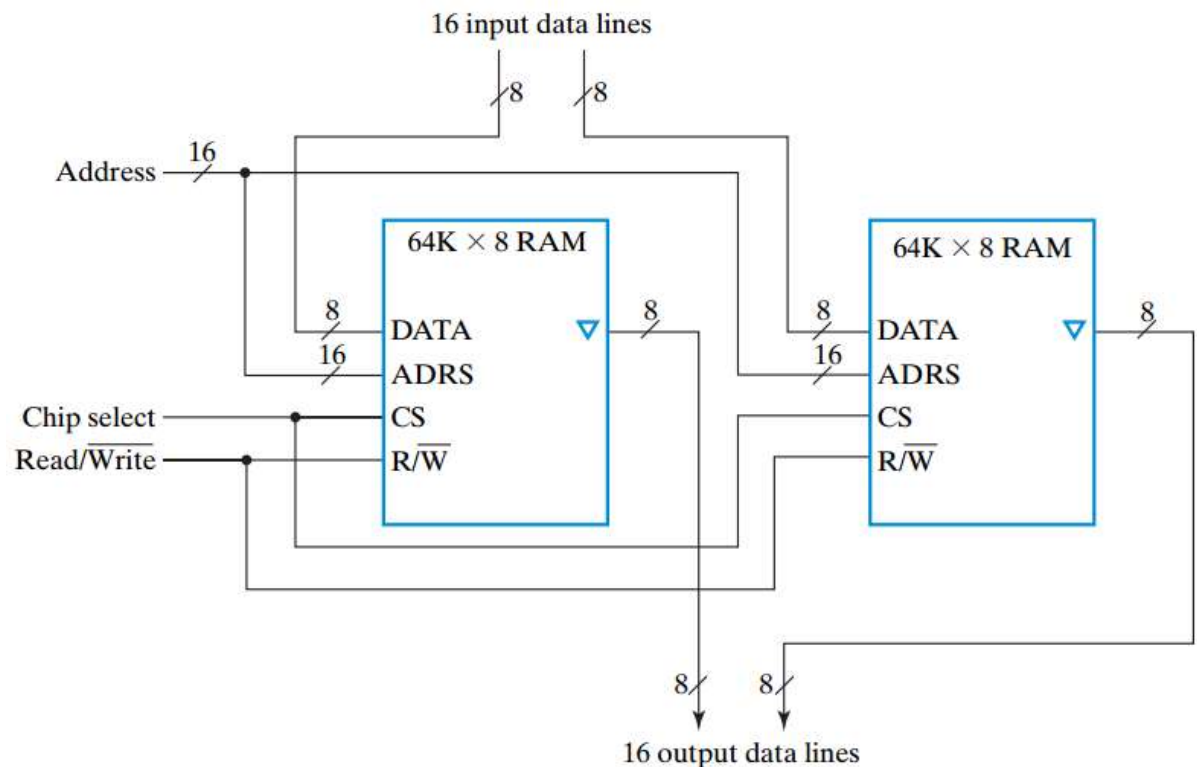 16 input data lines
8 8
16
Address
64K × 8 RAM
64K × 8 RAM
8 8 8 8
DATA
DATA
16
16
ADRS
ADRS
Chip select
CS
CS
Read/W̅r̅i̅t̅e̅
R/W̅
R/W̅
8 8
16 output data lines